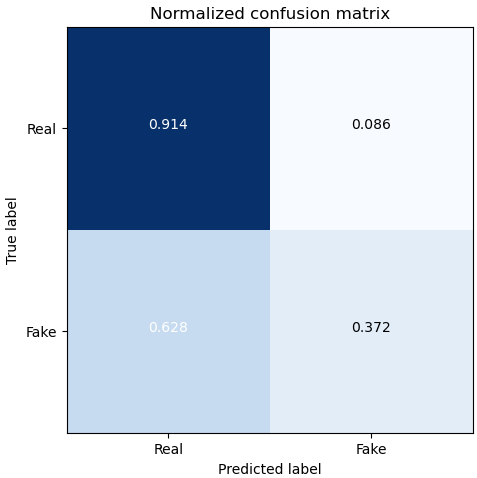 Normalized confusion matrix
Real
0.914
0.086
True label
Fake
0.628
0.372
Real
Fake
Predicted label